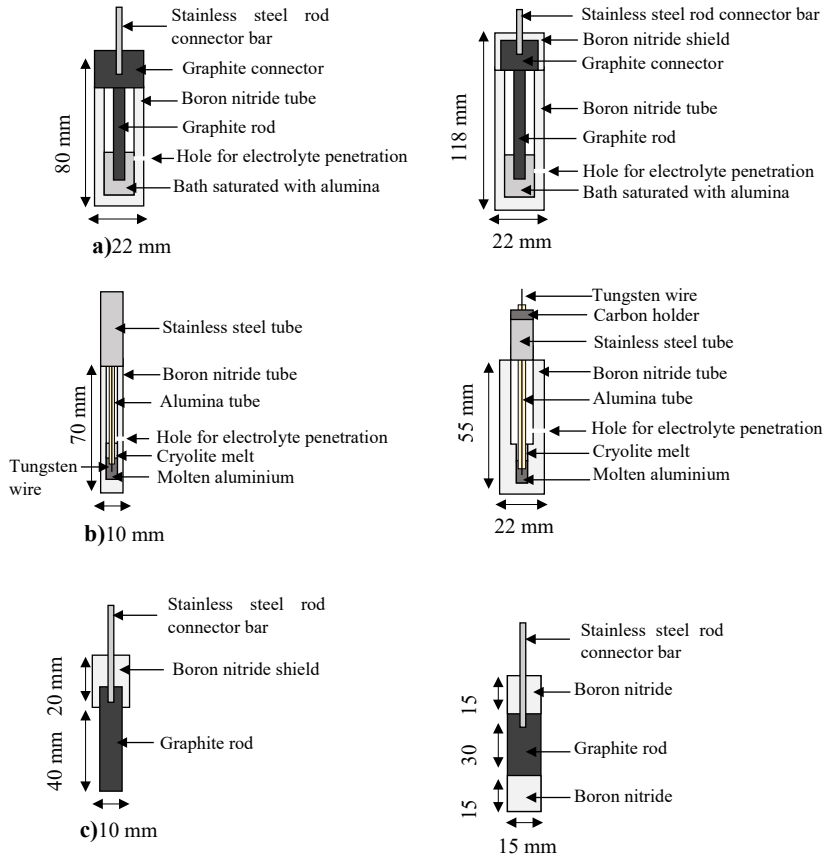 Stainless steel rod
connector bar
Graphite connector
Boron nitride tube
Graphite rod
Hole for electrolyte penetration
Bath saturated with alumina
80 mm
a)22 mm
Stainless steel rod connector bar
Boron nitride shield
Graphite connector
Boron nitride tube
Graphite rod
Hole for electrolyte penetration
Bath saturated with alumina
118 mm
22 mm
Stainless steel tube
Boron nitride tube
Alumina tube
Hole for electrolyte penetration
Cryolite melt
Molten aluminium
70 mm
Tungsten
wire
b)10 mm
Tungsten wire
Carbon holder
Stainless steel tube
Boron nitride tube
Alumina tube
Hole for electrolyte penetration
Cryolite melt
Molten aluminium
55 mm
22 mm
Stainless steel rod
connector bar
Boron nitride shield
Graphite rod
20 mm
40 mm
c)10 mm
Stainless steel rod
connector bar
Boron nitride
Graphite rod
Boron nitride
15
30
15
15 mm